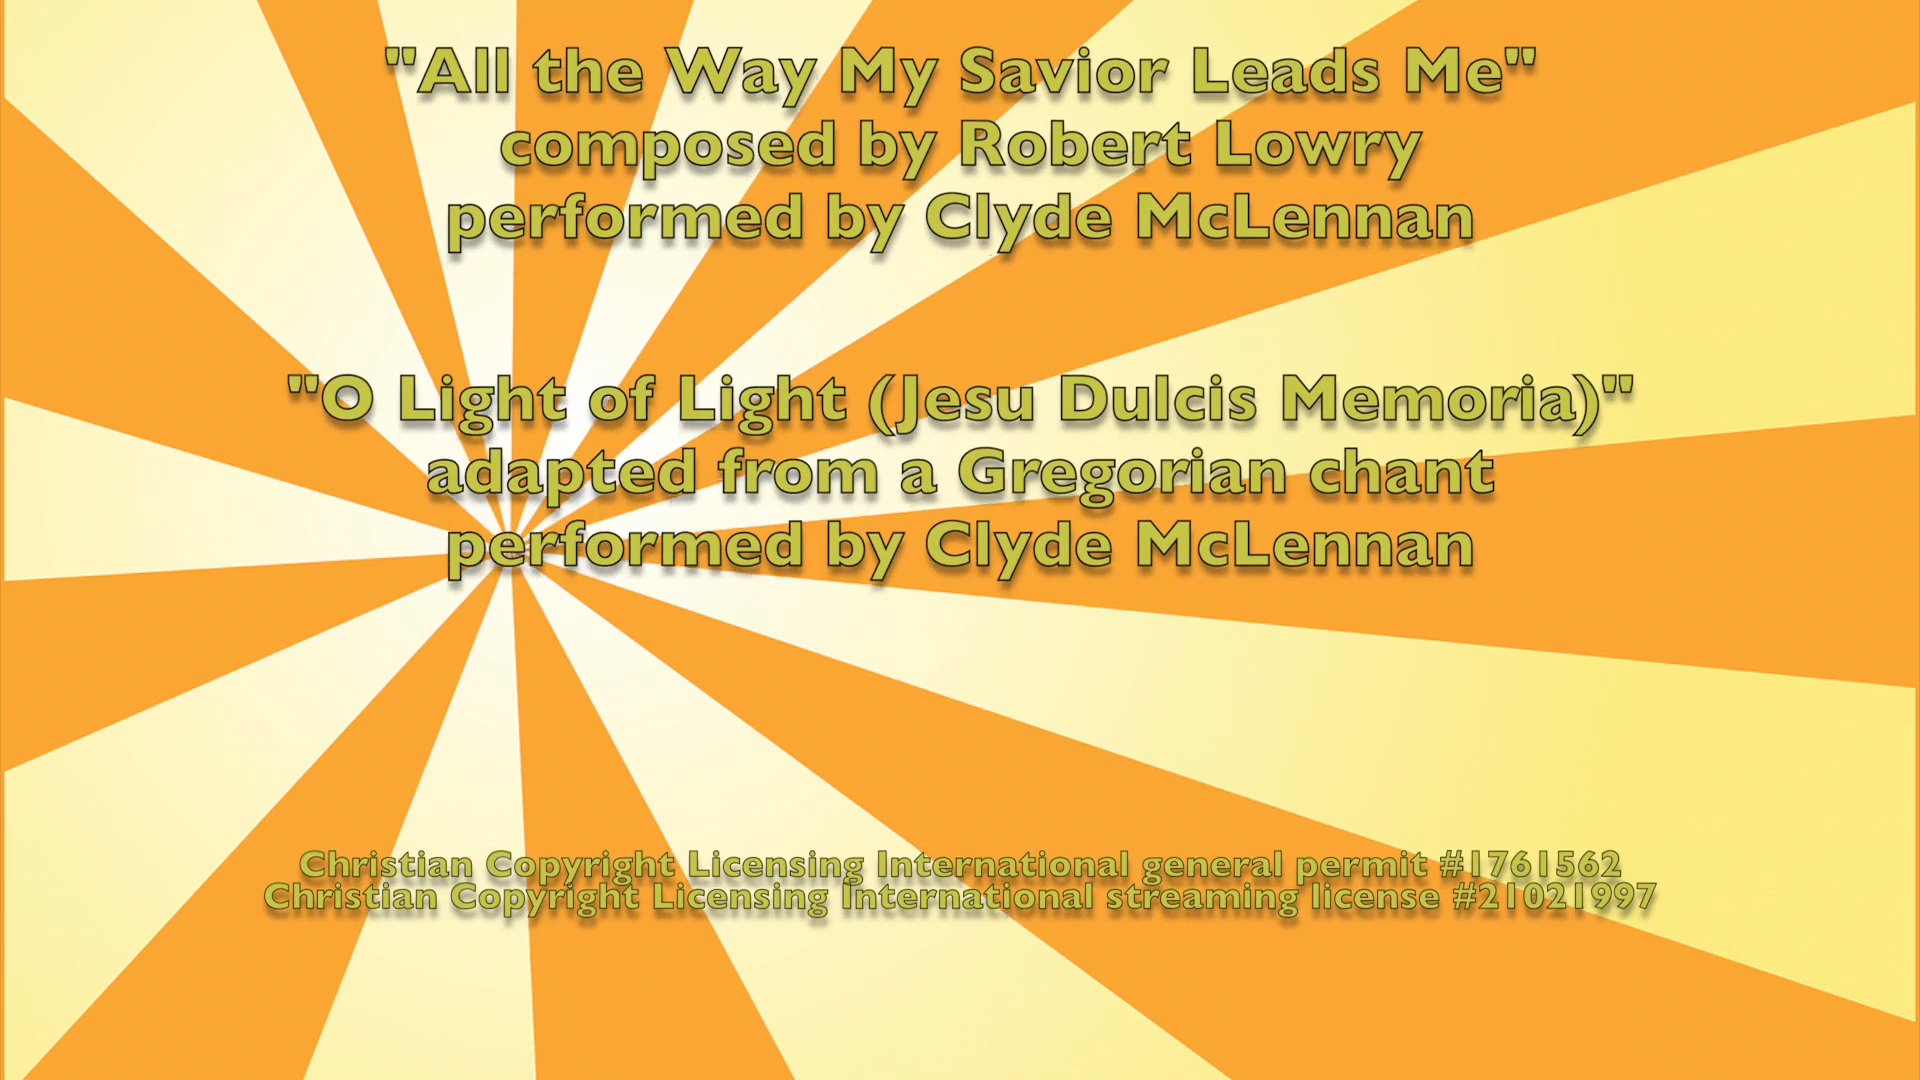 "All the Way My Savior Leads Me"
composed by Robert Lowry
performed by Clyde McLennan
"O Light of Light (Jesu Dulcis Memoria)"
adapted from a Gregorian chant
performed by Clyde McLennan
Christian Copyright Licensing International general permit #1761562
Christian Copyright Licensing International streaming license #21021997